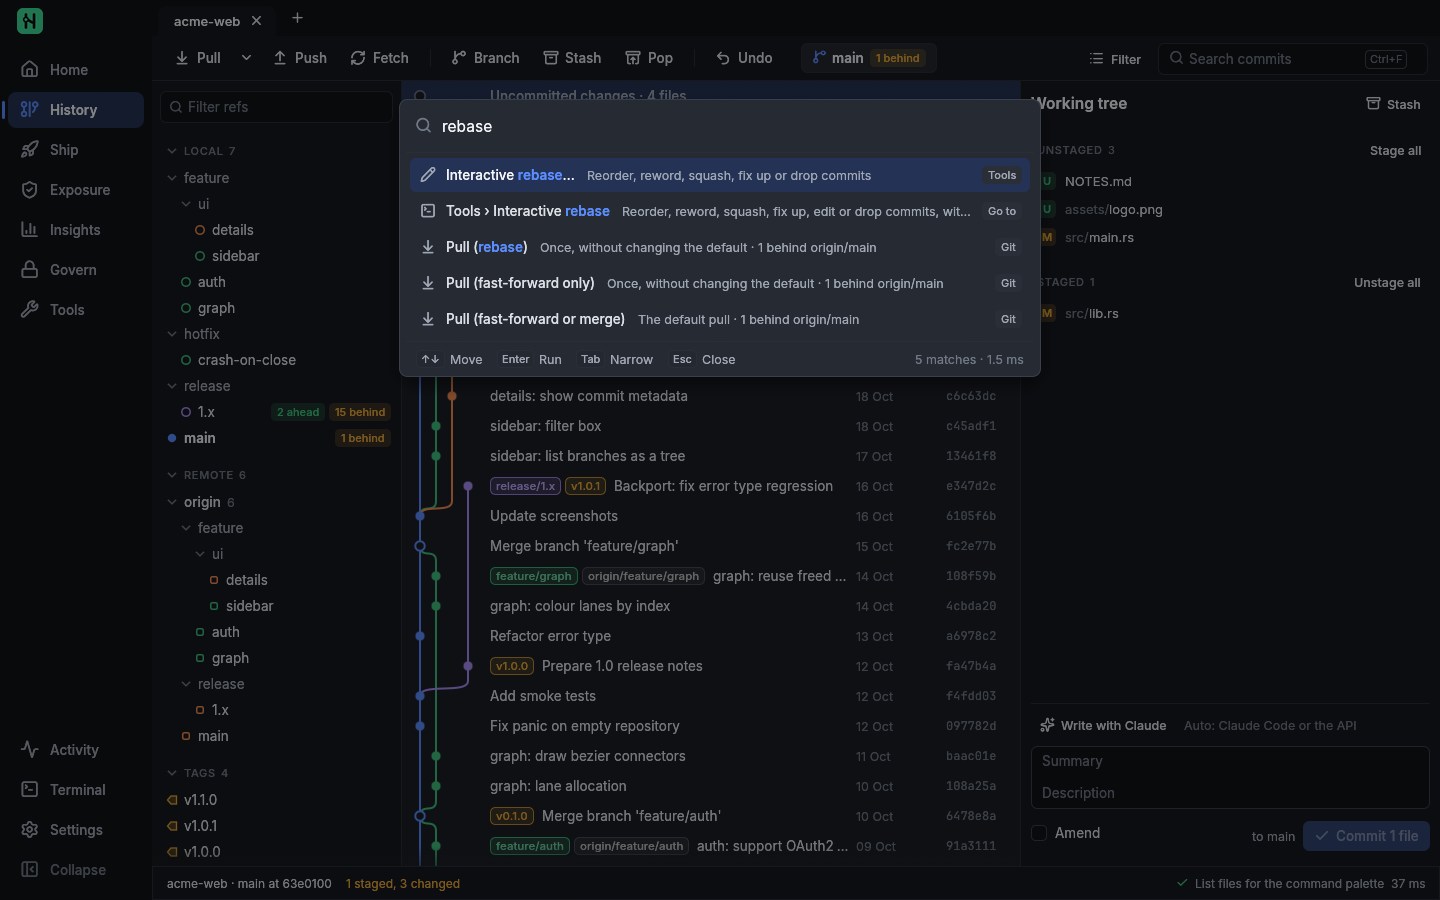 acme-web
Pull
Push
Fetch
Branch
Stash
Pop
Undo
main
1 behind
Filter
Search commits
Ctrl+F
Home
History
Ship
Exposure
Insights
Govern
Tools
Activity
Terminal
Settings
Collapse
Filter refs
LOCAL 7
feature
ui
details
sidebar
auth
graph
hotfix
crash-on-close
release
1.x 2 ahead 15 behind
main 1 behind
REMOTE 6
origin 6
feature
ui
details
sidebar
auth
graph
release
1.x
main
TAGS 4
v1.1.0
v1.0.1
v1.0.0
Uncommitted changes · 4 files
rebase
Interactive rebase... Reorder, reword, squash, fix up or drop commits Tools
Tools › Interactive rebase Reorder, reword, squash, fix up, edit or drop commits, wit... Go to
Pull (rebase) Once, without changing the default · 1 behind origin/main Git
Pull (fast-forward only) Once, without changing the default · 1 behind origin/main Git
Pull (fast-forward or merge) The default pull · 1 behind origin/main Git
↑↓ Move Enter Run Tab Narrow Esc Close 5 matches · 1.5 ms
details: show commit metadata 18 Oct c6c63dc
sidebar: filter box 18 Oct c45adf1
sidebar: list branches as a tree 17 Oct 13461f8
release/1.x v1.0.1 Backport: fix error type regression 16 Oct e347d2c
Update screenshots 16 Oct 6105f6b
Merge branch 'feature/graph' 15 Oct fc2e77b
feature/graph origin/feature/graph graph: reuse freed ... 14 Oct 108f59b
graph: colour lanes by index 14 Oct 4cbda20
Refactor error type 13 Oct a6978c2
v1.0.0 Prepare 1.0 release notes 12 Oct fa47b4a
Add smoke tests 12 Oct f4fdd03
Fix panic on empty repository 12 Oct 097782d
graph: draw bezier connectors 11 Oct baac01e
graph: lane allocation 10 Oct 108a25a
v0.1.0 Merge branch 'feature/auth' 10 Oct 6478e8a
feature/auth origin/feature/auth auth: support OAuth2 ... 09 Oct 91a3111
Working tree Stash
UNSTAGED 3 Stage all
U NOTES.md
U assets/logo.png
M src/main.rs
STAGED 1 Unstage all
M src/lib.rs
Write with Claude Auto: Claude Code or the API
Summary
Description
Amend to main Commit 1 file
acme-web · main at 63e0100 1 staged, 3 changed
List files for the command palette 37 ms